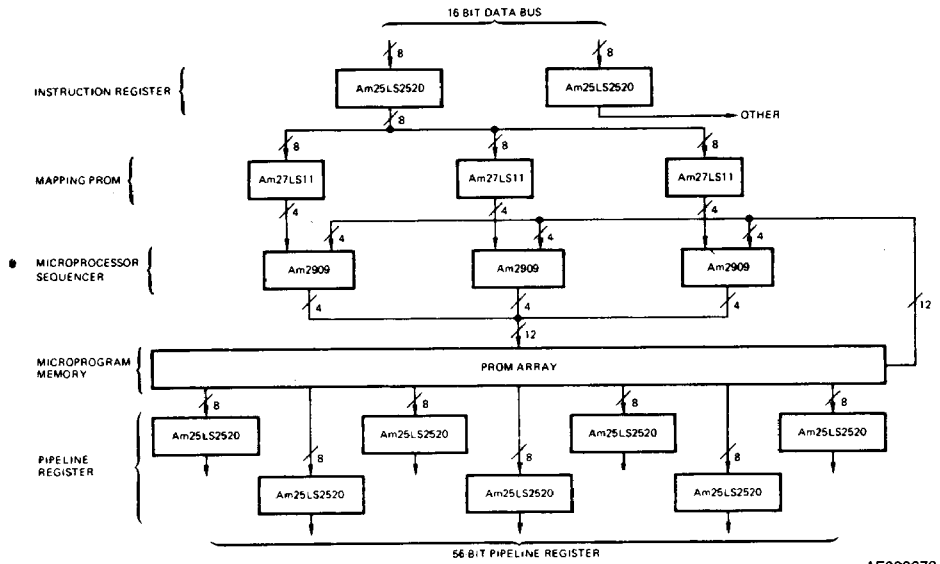 16 BIT DATA BUS
8
8
INSTRUCTION REGISTER
Am25LS2520
Am25LS2520
8
OTHER
8
8
8
MAPPING PROM
Am27LS11
Am27LS11
Am27LS11
4
4
4
4
4
4
MICROPROCESSOR
SEQUENCER
Am2909
Am2909
Am2909
4
4
4
12
12
MICROPROGRAM
MEMORY
PROM ARRAY
8
8
8
8
Am25LS2520
Am25LS2520
Am25LS2520
Am25LS2520
PIPELINE
REGISTER
8
8
8
Am25LS2520
Am25LS2520
Am25LS2520
56 BIT PIPELINE REGISTER